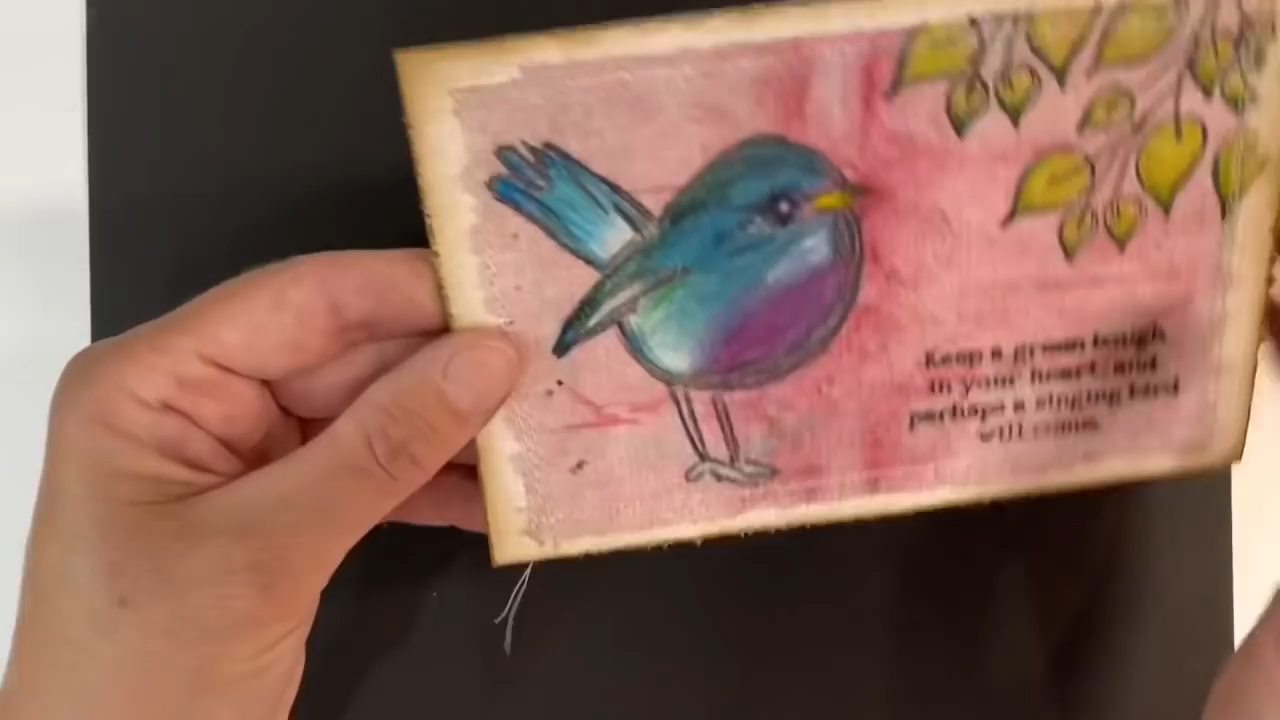 Keep a green bough
in your heart, and
perhaps a singing bird
will come.